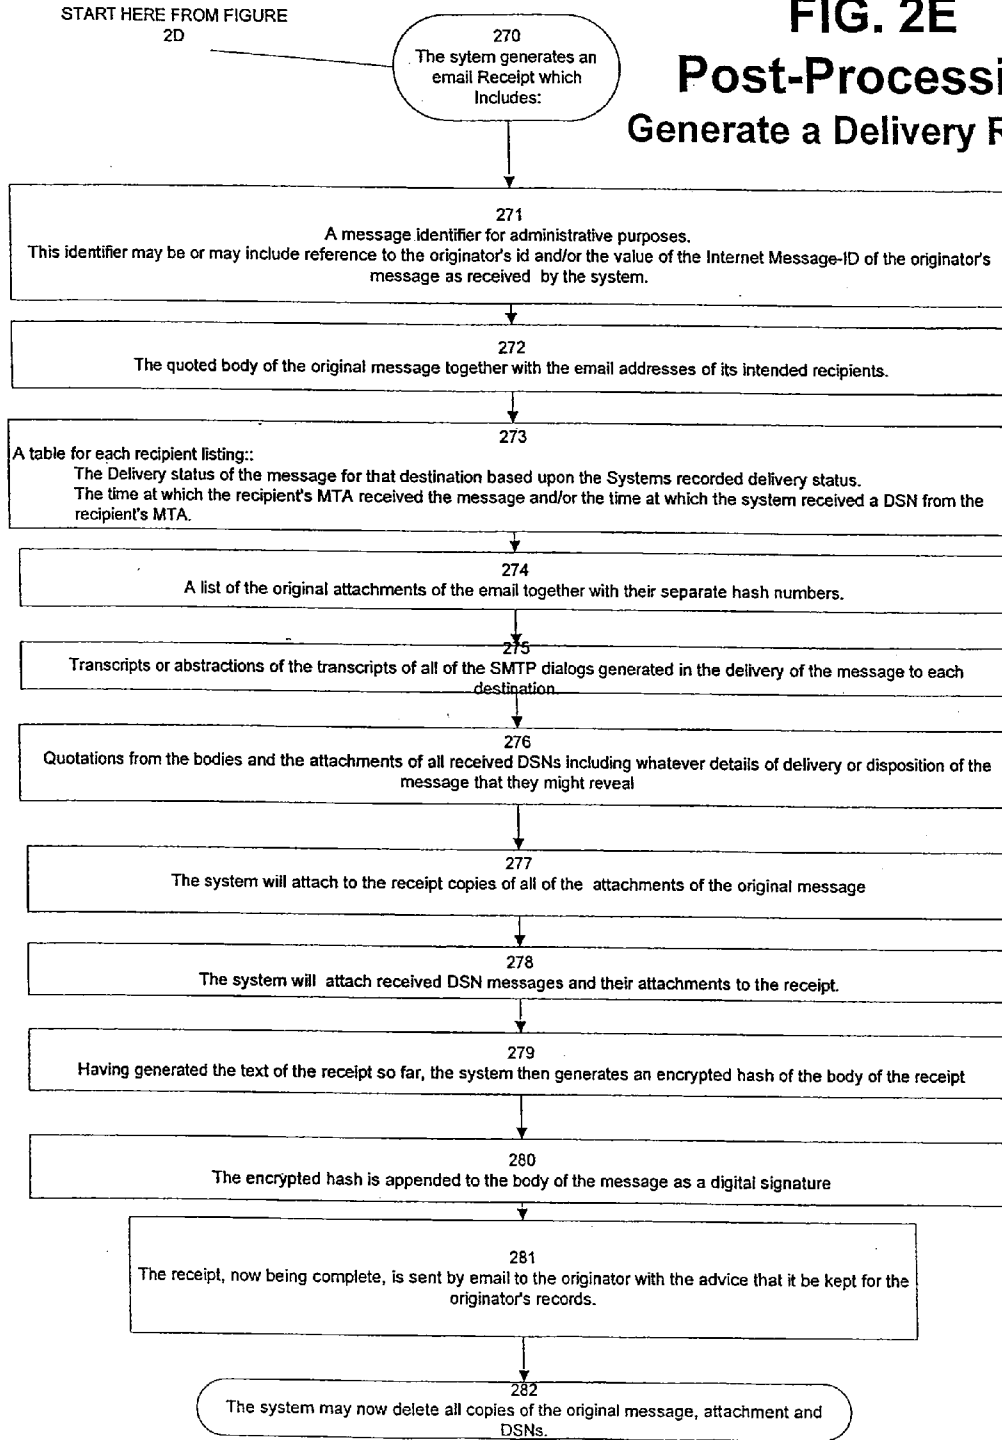 START HERE FROM FIGURE
2D
FIG. 2E
Post-Processi
Generate a Delivery R
270
The sytem generates an
email Receipt which
Includes:
271
A message identifier for administrative purposes.
This identifier may be or may include reference to the originator's id and/or the value of the Internet Message-ID of the originator's
message as received by the system.
272
The quoted body of the original message together with the email addresses of its intended recipients.
273
A table for each recipient listing::
The Delivery status of the message for that destination based upon the Systems recorded delivery status.
The time at which the recipient's MTA received the message and/or the time at which the system received a DSN from the
recipient's MTA.
274
A list of the original attachments of the email together with their separate hash numbers.
275
Transcripts or abstractions of the transcripts of all of the SMTP dialogs generated in the delivery of the message to each
destination
276
Quotations from the bodies and the attachments of all received DSNs including whatever details of delivery or disposition of the
message that they might reveal
277
The system will attach to the receipt copies of all of the attachments of the original message
278
The system will attach received DSN messages and their attachments to the receipt.
279
Having generated the text of the receipt so far, the system then generates an encrypted hash of the body of the receipt
280
The encrypted hash is appended to the body of the message as a digital signature
281
The receipt, now being complete, is sent by email to the originator with the advice that it be kept for the
originator's records.
282
The system may now delete all copies of the original message, attachment and
DSNs.